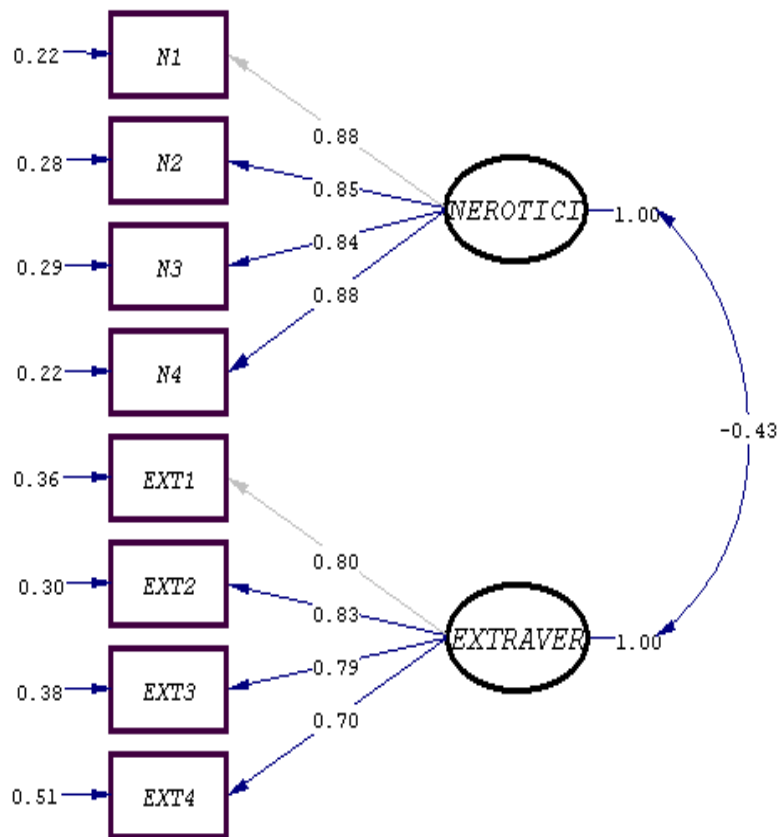 0.22
N1
0.88
0.28
N2
0.85
NEROTICI
1.00
0.29
N3
0.84
0.88
0.22
N4
-0.43
0.36
EXT1
0.80
0.30
EXT2
0.83
EXTRAVER
1.00
0.38
EXT3
0.79
0.70
0.51
EXT4